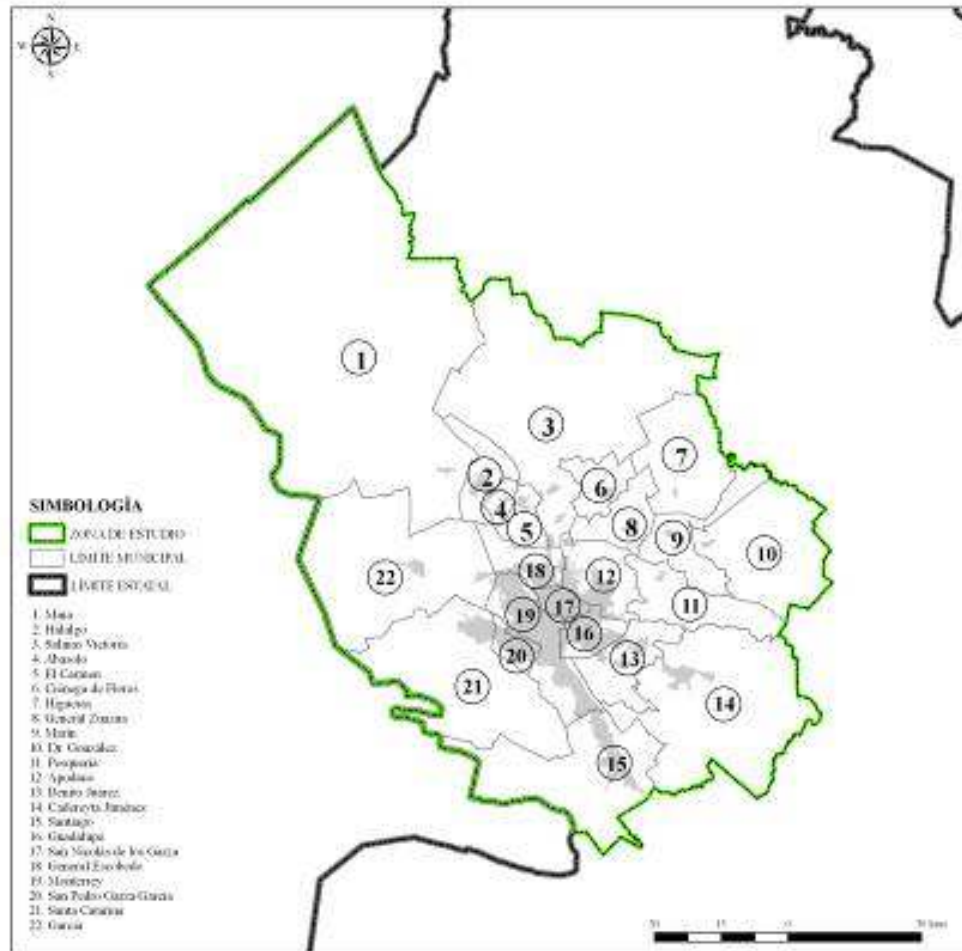 N
W E
S
1
2
3
4
5
6
7
8
9
10
11
12
13
14
15
16
17
18
19
20
21
22
SIMBOLOGÍA
ZONA DE ESTUDIO
LÍMITE MUNICIPAL
LÍMITE ESTATAL
1. Mina
2. Hidalgo
3. Salinas Victoria
4. Abasolo
5. El Carmen
6. Ciénega de Flores
7. Higueras
8. General Zuazua
9. Marín
10. Dr. González
11. Pesquería
12. Apodaca
13. Benito Juárez
14. Cadereyta Jiménez
15. Santiago
16. Guadalupe
17. San Nicolás de los Garza
18. General Escobedo
19. Monterrey
20. San Pedro Garza García
21. Santa Catarina
22. García